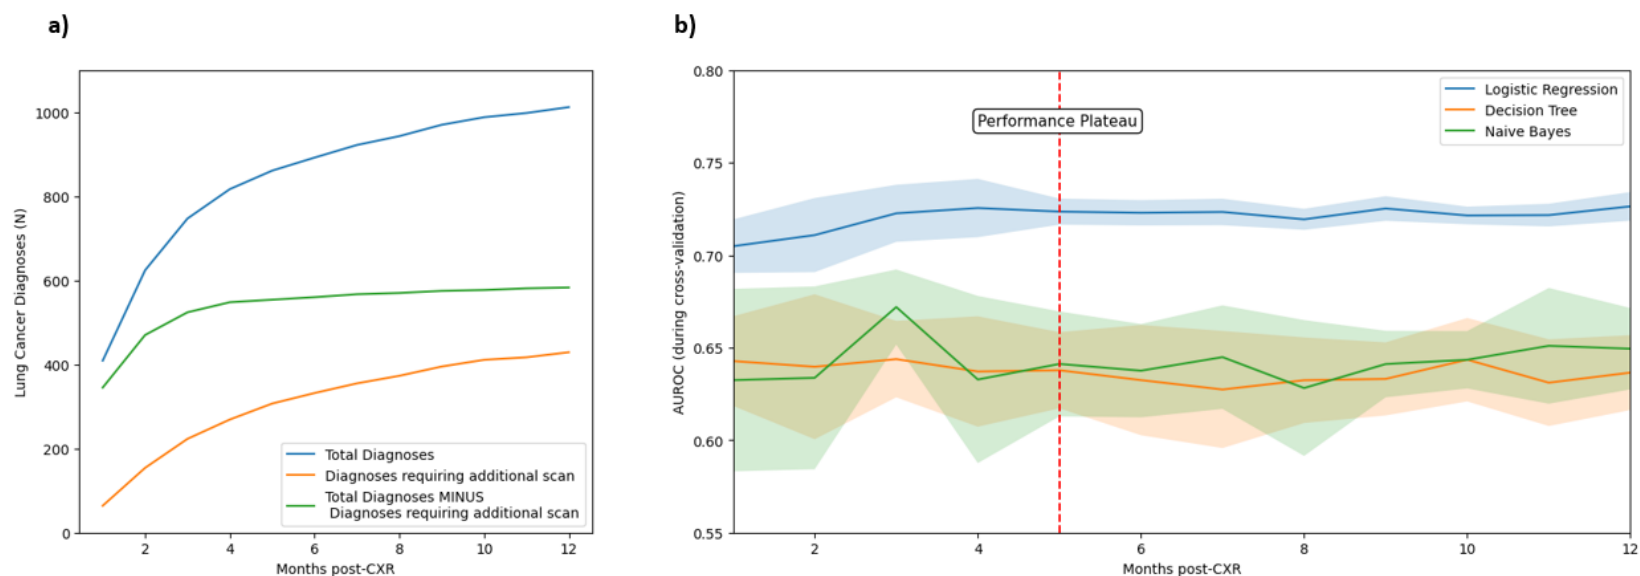 a)
Lung Cancer Diagnoses (N)
1000
800
600
400
200
0
2
4
6
8
10
12
Months post-CXR
Total Diagnoses
Diagnoses requiring additional scan
Total Diagnoses MINUS
Diagnoses requiring additional scan
b)
AUROC (during cross-validation)
0.80
0.75
0.70
0.65
0.60
0.55
2
4
6
8
10
12
Months post-CXR
Performance Plateau
Logistic Regression
Decision Tree
Naive Bayes